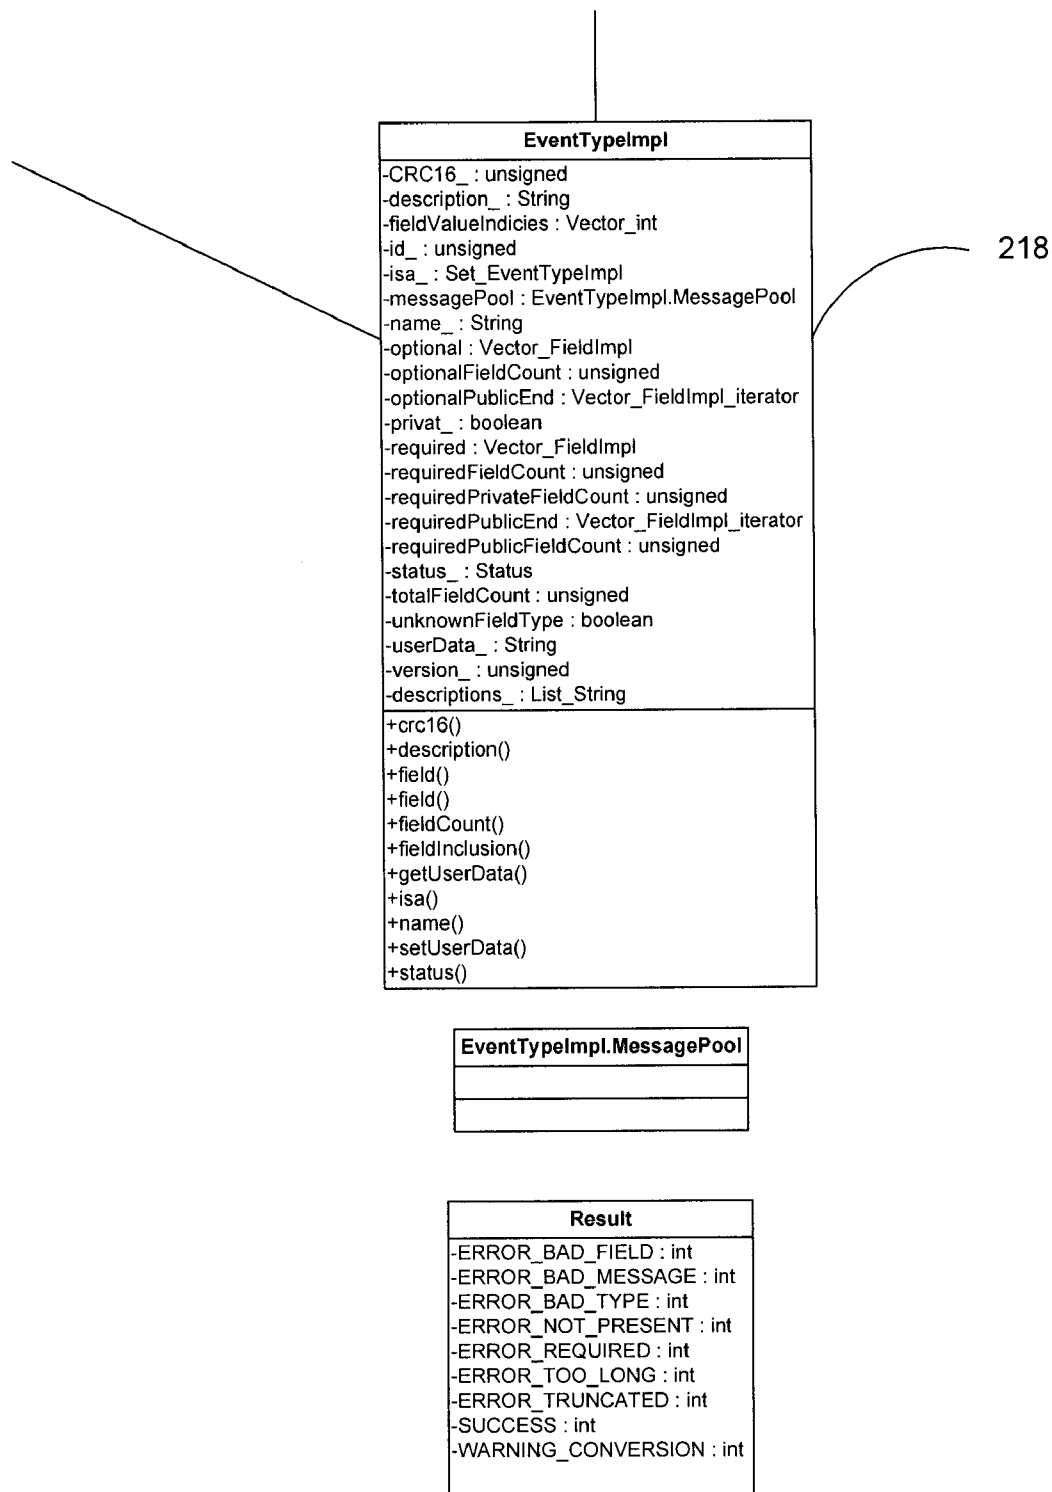 EventTypeImpl
-CRC16_ : unsigned
-description_ : String
-fieldValueIndicies : Vector_int
-id_ : unsigned
-isa_ : Set_EventTypeImpl
-messagePool : EventTypeImpl.MessagePool
-name_ : String
-optional : Vector_FieldImpl
-optionalFieldCount : unsigned
-optionalPublicEnd : Vector_FieldImpl_iterator
-privat_ : boolean
-required : Vector_FieldImpl
-requiredFieldCount : unsigned
-requiredPrivateFieldCount : unsigned
-requiredPublicEnd : Vector_FieldImpl_iterator
-requiredPublicFieldCount : unsigned
-status_ : Status
-totalFieldCount : unsigned
-unknownFieldType : boolean
-userData_ : String
-version_ : unsigned
-descriptions_ : List_String
+crc16()
+description()
+field()
+field()
+fieldCount()
+fieldInclusion()
+getUserData()
+isa()
+name()
+setUserData()
+status()
218
EventTypeImpl.MessagePool
Result
-ERROR_BAD_FIELD : int
-ERROR_BAD_MESSAGE : int
-ERROR_BAD_TYPE : int
-ERROR_NOT_PRESENT : int
-ERROR_REQUIRED : int
-ERROR_TOO_LONG : int
-ERROR_TRUNCATED : int
-SUCCESS : int
-WARNING_CONVERSION : int